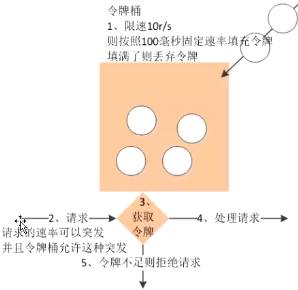 令牌桶
1、限速10r/s
则按照100毫秒固定速率填充令牌
填满了则丢弃令牌
3、
获取
令牌
2、请求
4、处理请求
请求的速率可以突发
并且令牌桶允许这种突发
5、令牌不足则拒绝请求